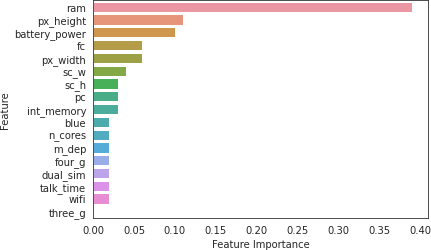 ram
px_height
battery_power
fc
px_width
sc_w
sc_h
pc
int_memory
blue
n_cores
m_dep
four_g
dual_sim
talk_time
wifi
three_g
Feature
0.00 0.05 0.10 0.15 0.20 0.25 0.30 0.35 0.40
Feature Importance